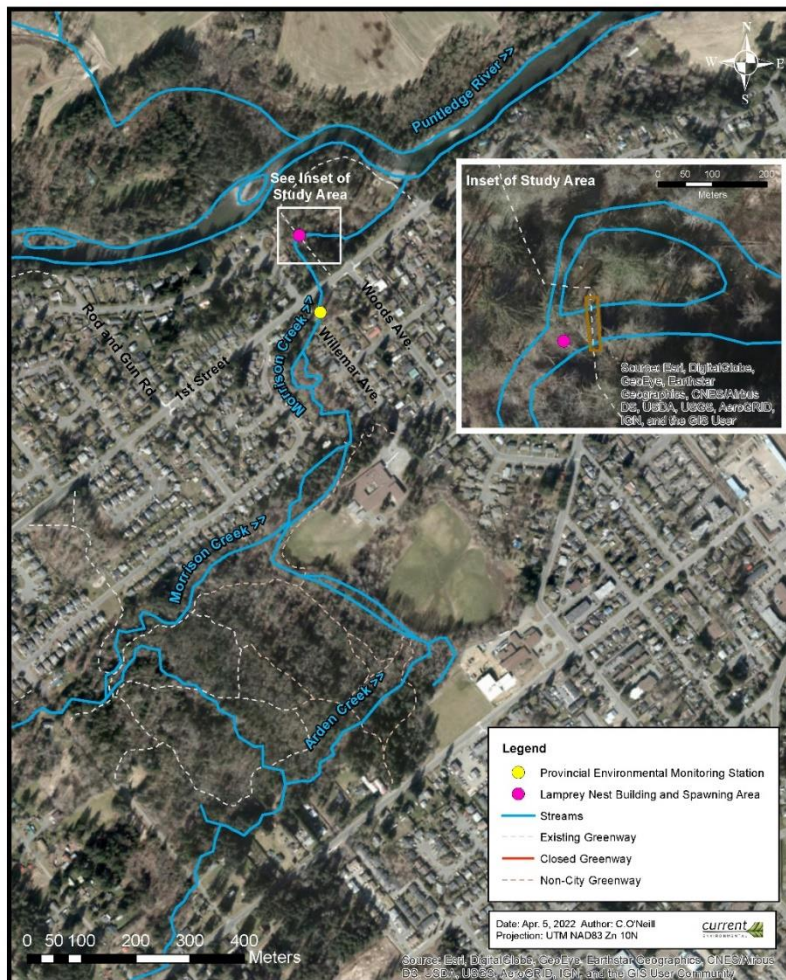 N
W E
S
Puntledge River >>
See Inset of
Study Area
Inset of Study Area
0 50 100 200
Meters
Source: Esri, DigitalGlobe,
GeoEye, Earthstar
Geographics, CNES/Airbus
DS, USDA, USGS, AeroGRID,
IGN, and the GIS User
Rod and Gun Rd.
1st Street
Morrison Creek >>
Willemar Ave.
Woods Ave.
Morrison Creek >>
Arden Creek >>
Legend
Provincial Environmental Monitoring Station
Lamprey Nest Building and Spawning Area
Streams
Existing Greenway
Closed Greenway
Non-City Greenway
Date: Apr. 5, 2022 Author: C.O'Neill
Projection: UTM NAD83 Zn 10N
current
ENVIRONMENTAL
0 50 100 200 300 400
Meters
Source: Esri, DigitalGlobe, GeoEye, Earthstar Geographics, CNES/Airbus
DS, USDA, USGS, AeroGRID, IGN, and the GIS User Community